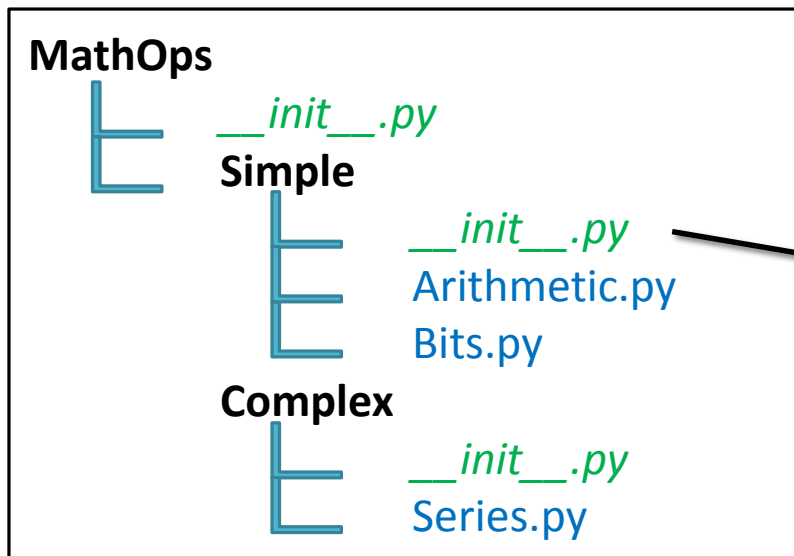 MathOps
__init__.py
Simple
__init__.py
Arithmetic.py
Bits.py
Complex
__init__.py
Series.py